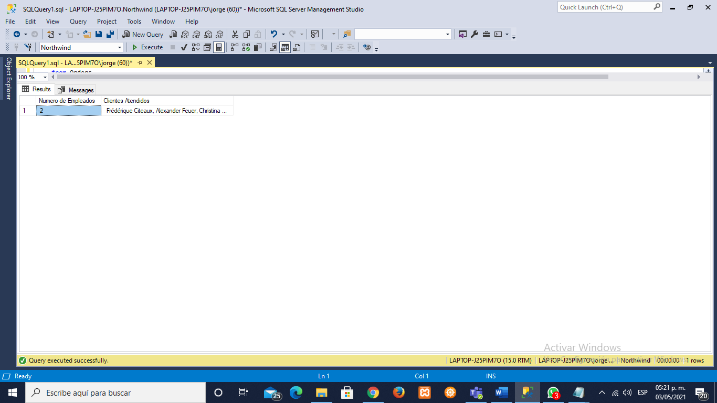 SQLQuery1.sql - LAPTOP-J25PIM7O.Northwind (LAPTOP-J25PIM7O\jorge (60))* - Microsoft SQL Server Management Studio
Quick Launch (Ctrl+Q)
File Edit View Query Project Tools Window Help
New Query
Northwind Execute
Object Explorer
SQLQuery1.sql - LA...5PIM7O\jorge (60))*
100 %
Results Messages
Numero de Empleados Clientes Atendidos
1 2 Frédérique Citeaux, Alexander Feuer, Christina ...
Activar Windows
Query executed successfully. LAPTOP-J25PIM7O (15.0 RTM) LAPTOP-J25PIM7O\jorge ... Northwind 00:00:00 1 rows
Ready Ln 1 Col 1 INS
Escribe aquí para buscar
25
3
ESP
05:21 p. m.
03/05/2021
20